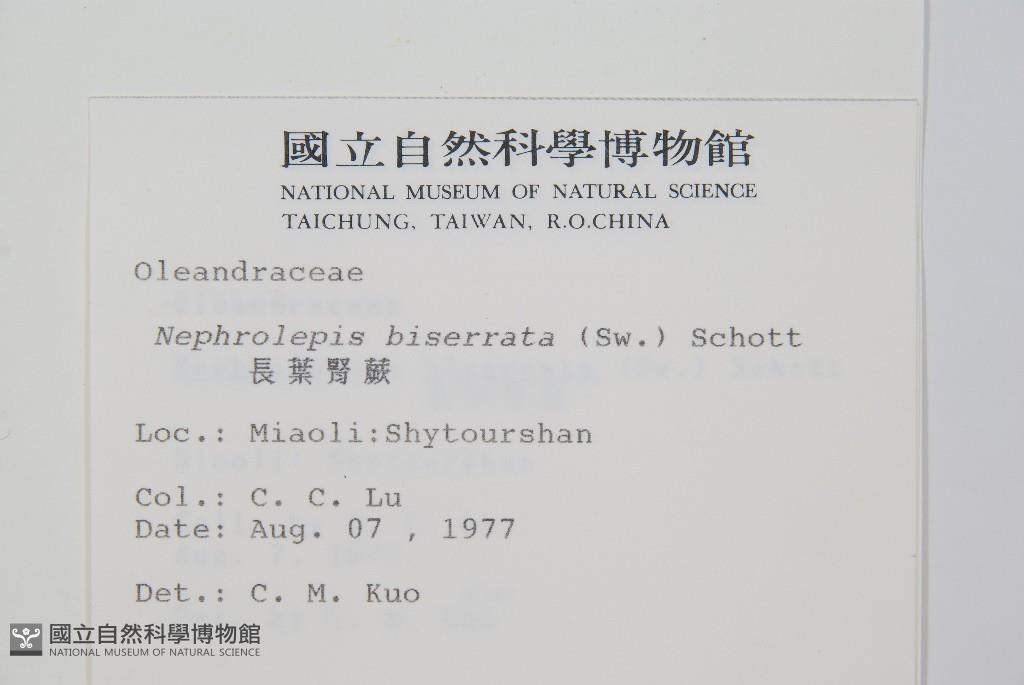 國立自然科學博物館
NATIONAL MUSEUM OF NATURAL SCIENCE
TAICHUNG, TAIWAN, R.O.CHINA
Oleandraceae
Nephrolepis biserrata (Sw.) Schott
長葉腎蕨
Loc.: Miaoli:Shytourshan
Col.: C. C. Lu
Date: Aug. 07 , 1977
Det.: C. M. Kuo
國立自然科學博物館
NATIONAL MUSEUM OF NATURAL SCIENCE